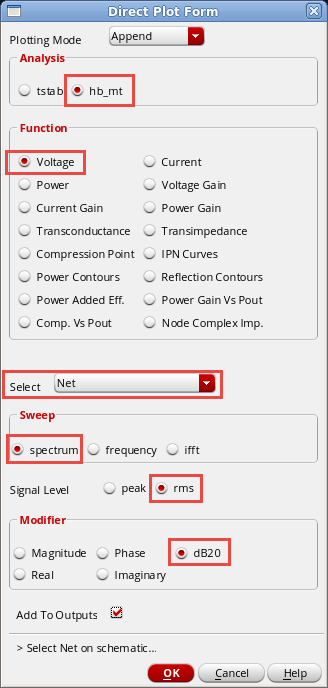 Direct Plot Form
Plotting Mode Append
Analysis
tstab hb_mt
Function
Voltage Current
Power Voltage Gain
Current Gain Power Gain
Transconductance Transimpedance
Compression Point IPN Curves
Power Contours Reflection Contours
Power Added Eff. Power Gain Vs Pout
Comp. Vs Pout Node Complex Imp.
Select Net
Sweep
spectrum frequency ifft
Signal Level peak rms
Modifier
Magnitude Phase dB20
Real Imaginary
Add To Outputs
> Select Net on schematic...
OK Cancel Help